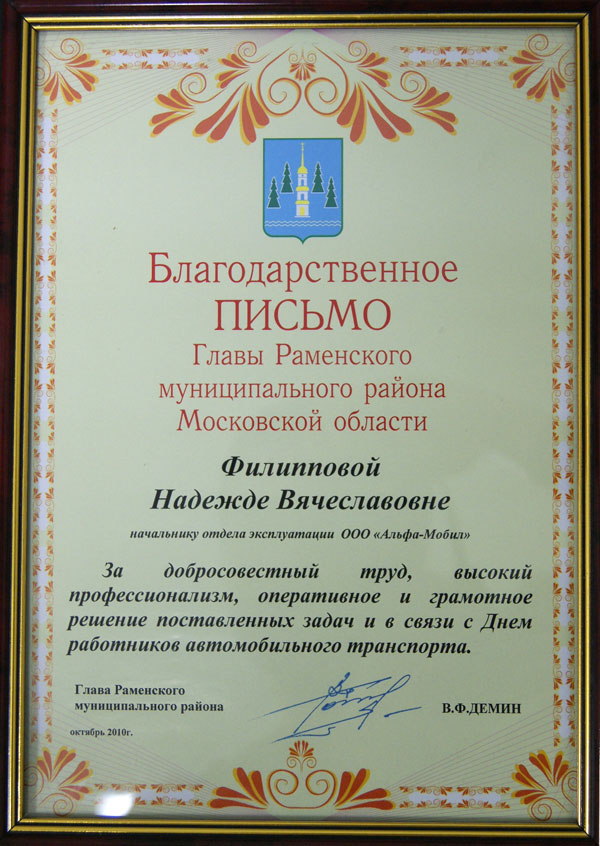 Благодарственное
ПИСЬМО
Главы Раменского
муниципального района
Московской области
Филипповой
Надежде Вячеславовне
начальнику отдела эксплуатации ООО «Альфа-Мобил»
За добросовестный труд, высокий
профессионализм, оперативное и грамотное
решение поставленных задач и в связи с Днем
работников автомобильного транспорта.
Глава Раменского
муниципального района
В.Ф.ДЕМИН
октябрь 2010г.